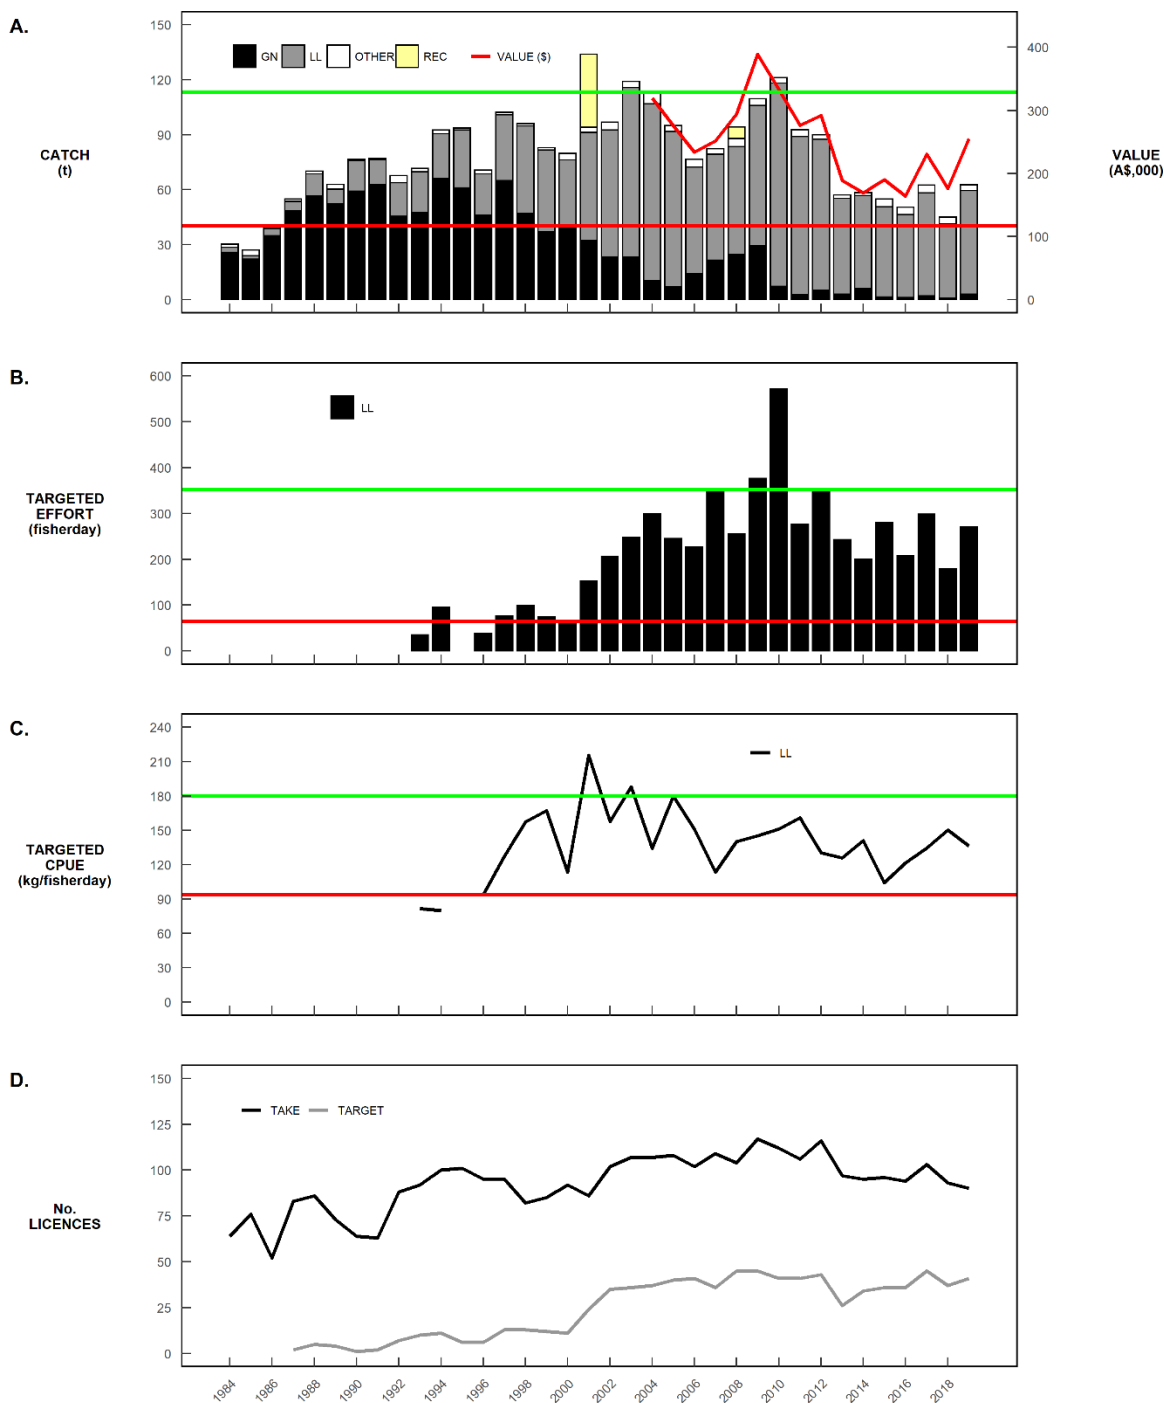 A.
150
120
90
60
30
0
GN LL OTHER REC VALUE ($)
CATCH
(t)
400
300
200
100
0
VALUE
(A$,000)
B.
600
500
400
300
200
100
0
LL
TARGETED
EFFORT
(fisherday)
C.
240
210
180
150
120
90
60
30
0
LL
TARGETED
CPUE
(kg/fisherday)
D.
150
125
100
75
50
25
0
TAKE TARGET
No.
LICENCES
1984 1986 1988 1990 1992 1994 1996 1998 2000 2002 2004 2006 2008 2010 2012 2014 2016 2018